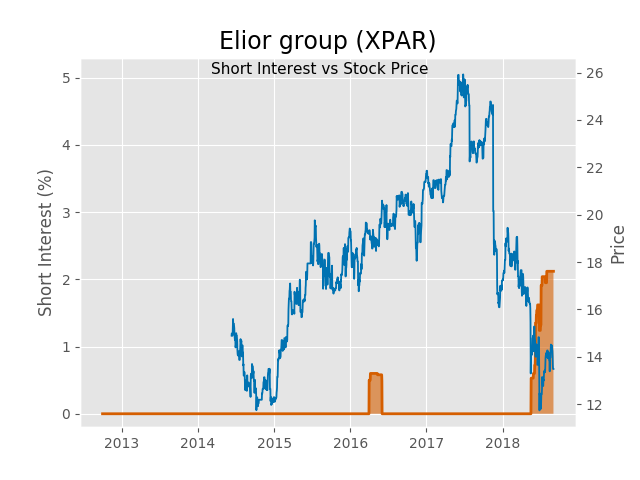 Elior group (XPAR)
Short Interest vs Stock Price
Short Interest (%)
5
4
3
2
1
0
26
24
22
20
18
16
14
12
Price
2013 2014 2015 2016 2017 2018